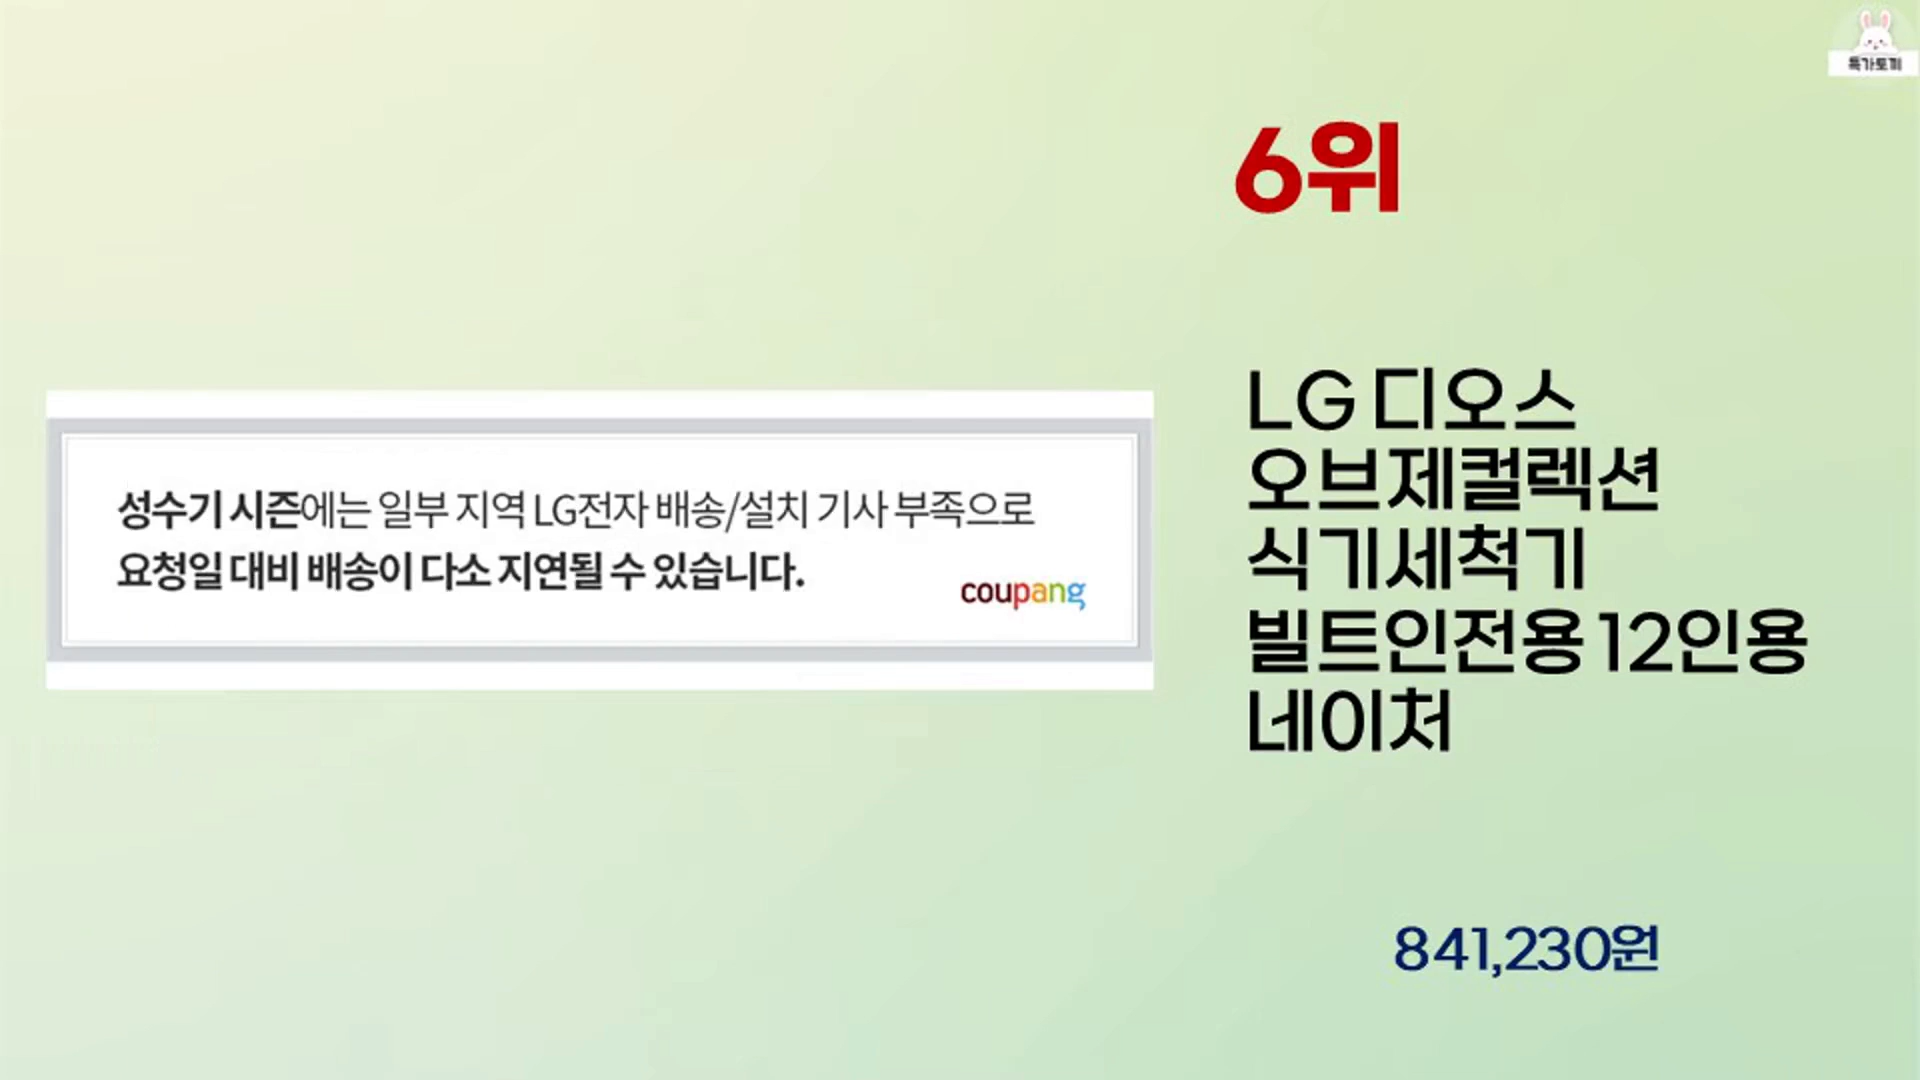 특가토끼
6위
성수기 시즌에는 일부 지역 LG전자 배송/설치 기사 부족으로
요청일 대비 배송이 다소 지연될 수 있습니다.
coupang
LG 디오스
오브제컬렉션
식기세척기
빌트인전용 12인용
네이처
841,230원